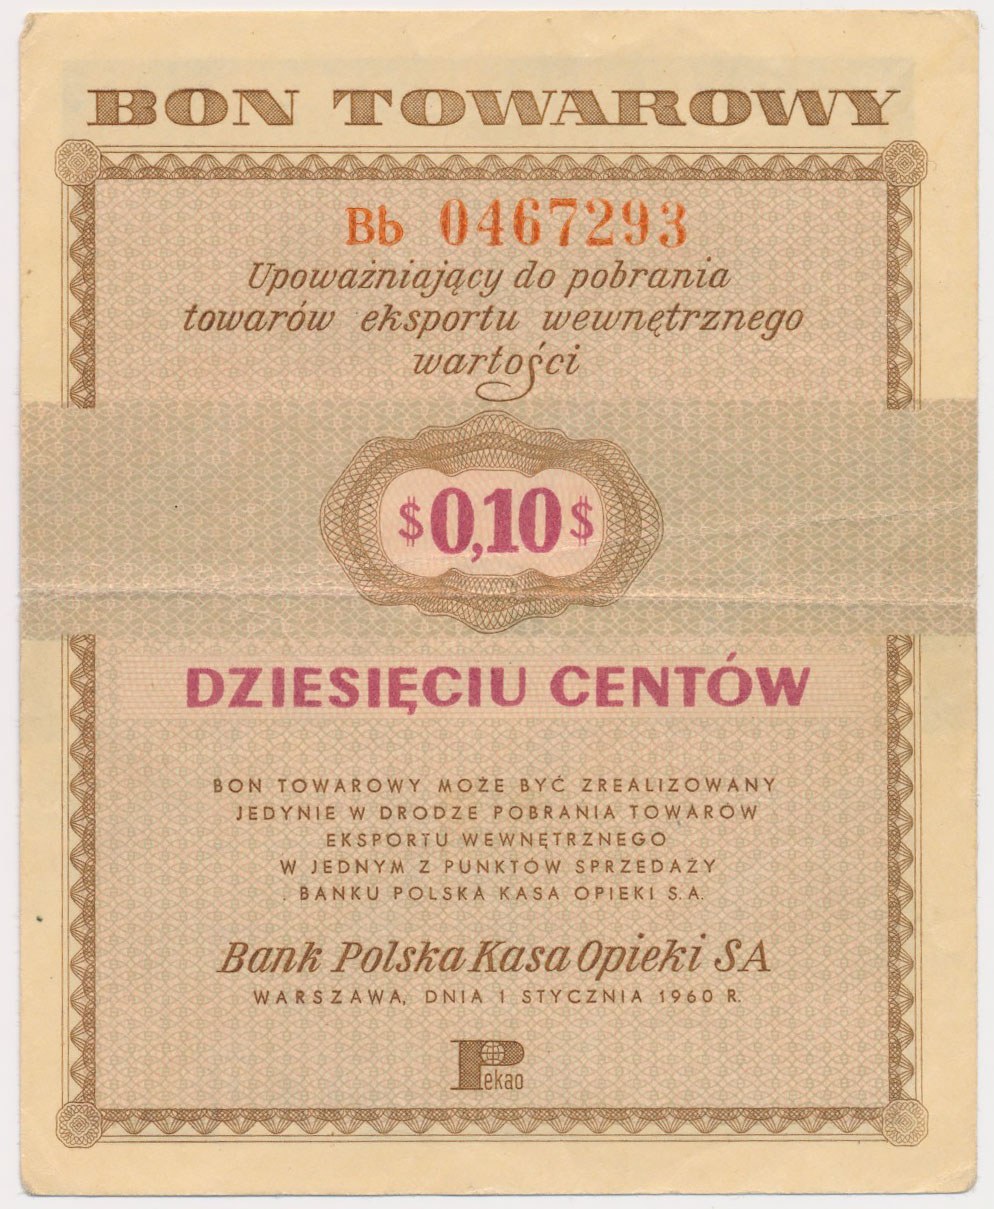 BON TOWAROWY
Bb 0467293
Upoważniający do pobrania
towarów eksportu wewnętrznego
wartości
$0,10$
DZIESIĘCIU CENTÓW
BON TOWAROWY MOŻE BYĆ ZREALIZOWANY
JEDYNIE W DRODZE POBRANIA TOWARÓW
EKSPORTU WEWNĘTRZNEGO
W JEDNYM Z PUNKTÓW SPRZEDAŻY
BANKU POLSKA KASA OPIEKI S.A.
Bank Polska Kasa Opieki SA
WARSZAWA, DNIA 1 STYCZNIA 1960 R.
Pekao